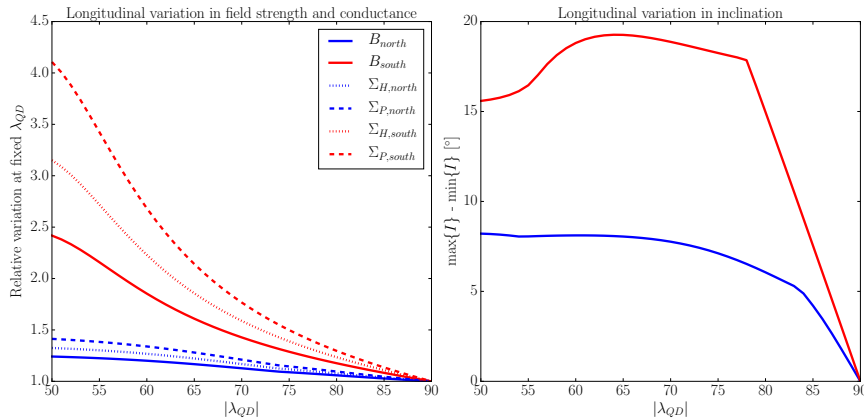 Longitudinal variation in field strength and conductance
Relative variation at fixed λ_QD
4.5
4.0
3.5
3.0
2.5
2.0
1.5
1.0
50 55 60 65 70 75 80 85 90
|λ_QD|
B_north
B_south
Σ_H,north
Σ_P,north
Σ_H,south
Σ_P,south
Longitudinal variation in inclination
max{I} - min{I} [°]
20
15
10
5
0
50 55 60 65 70 75 80 85 90
|λ_QD|